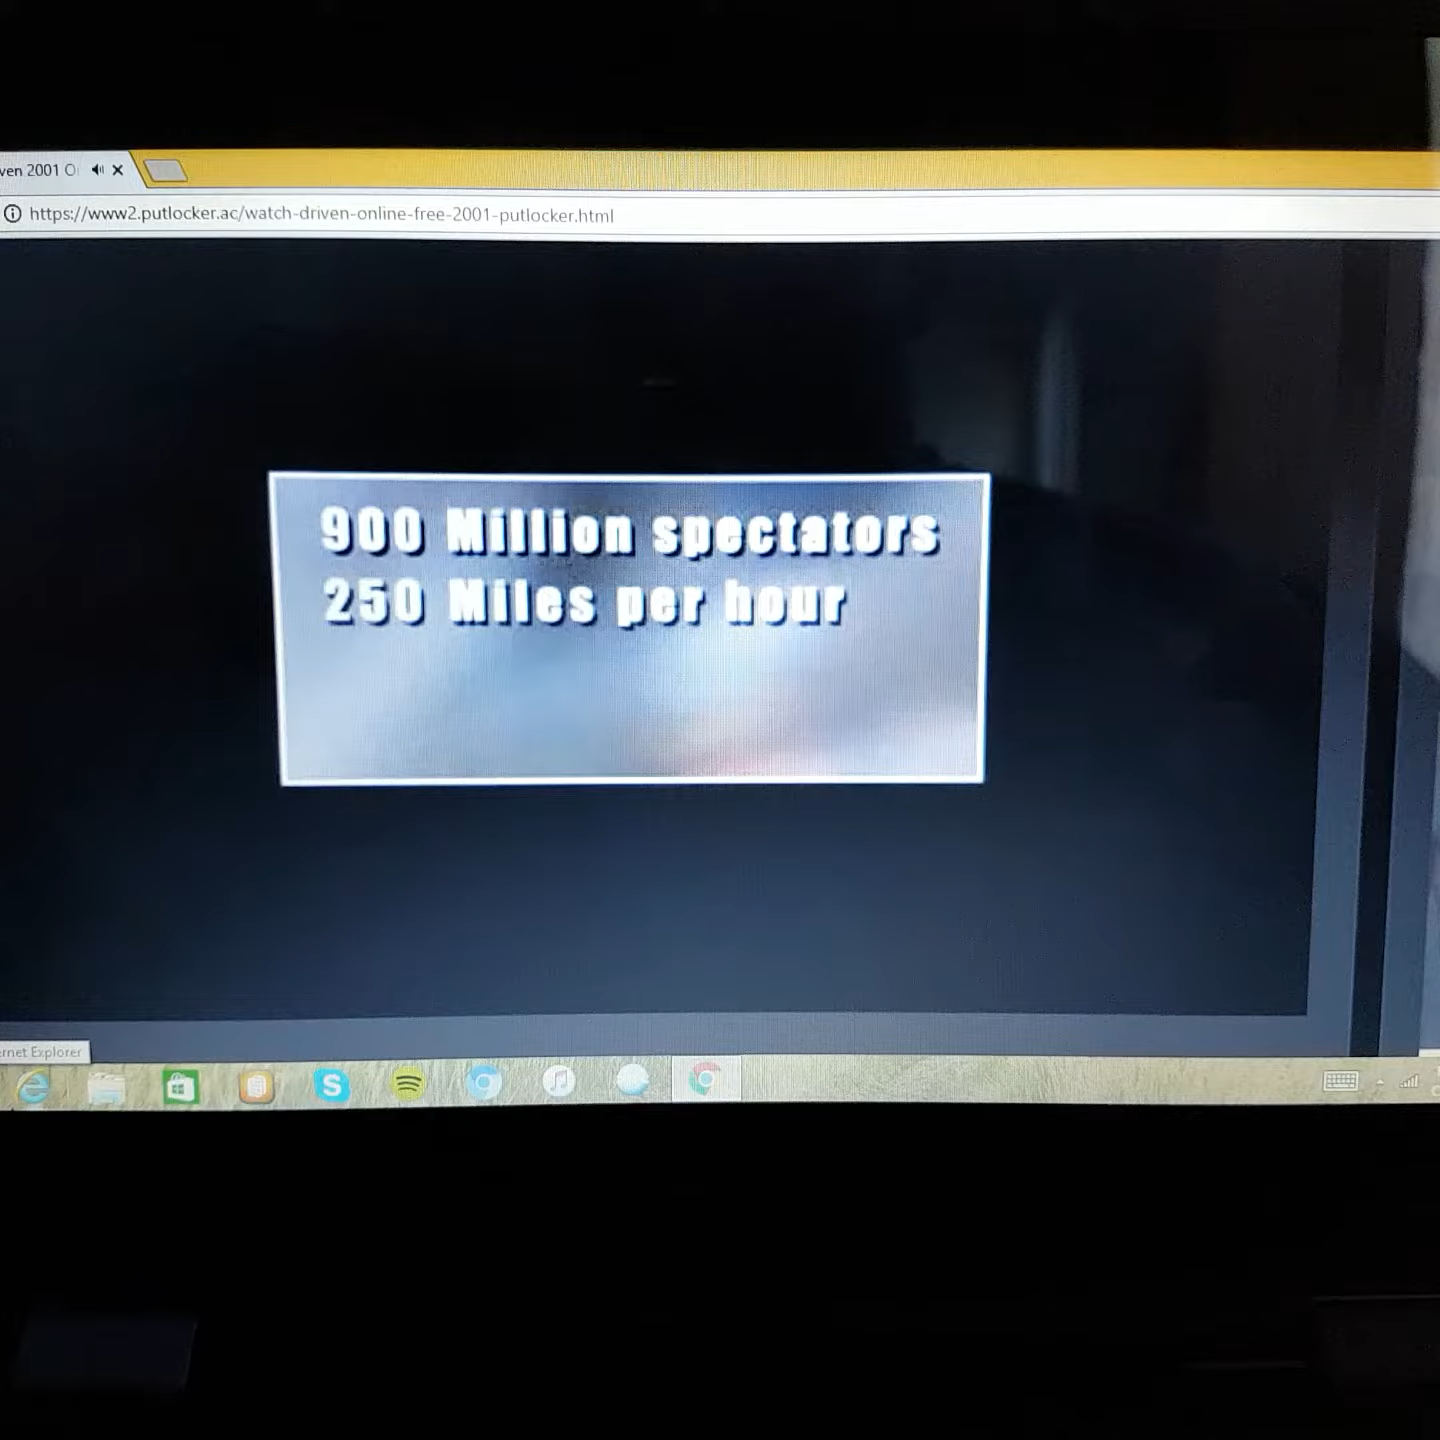 ven 2001 O
https://www2.putlocker.ac/watch-driven-online-free-2001-putlocker.html
900 Million spectators
250 Miles per hour
ernet Explorer